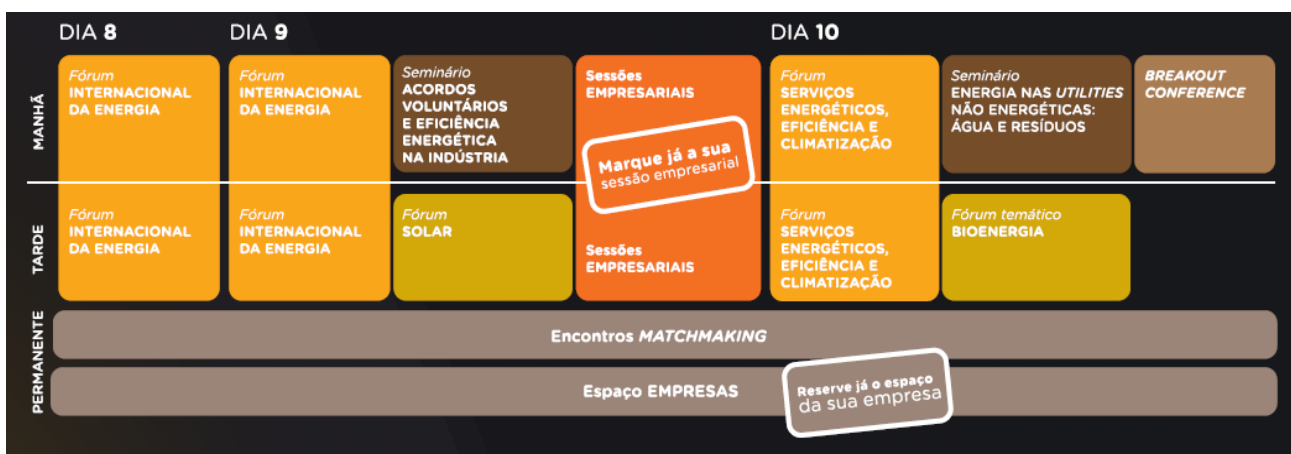 DIA 8
DIA 9
DIA 10
MANHÃ
Fórum
INTERNACIONAL
DA ENERGIA
Fórum
INTERNACIONAL
DA ENERGIA
Seminário
ACORDOS
VOLUNTÁRIOS
E EFICIÊNCIA
ENERGÉTICA
NA INDÚSTRIA
Sessões
EMPRESARIAIS
Marque já a sua
sessão empresarial
Fórum
SERVIÇOS
ENERGÉTICOS,
EFICIÊNCIA E
CLIMATIZAÇÃO
Seminário
ENERGIA NAS UTILITIES
NÃO ENERGÉTICAS:
ÁGUA E RESÍDUOS
BREAKOUT
CONFERENCE
TARDE
Fórum
INTERNACIONAL
DA ENERGIA
Fórum
INTERNACIONAL
DA ENERGIA
Fórum
SOLAR
Sessões
EMPRESARIAIS
Fórum
SERVIÇOS
ENERGÉTICOS,
EFICIÊNCIA E
CLIMATIZAÇÃO
Fórum temático
BIOENERGIA
PERMANENTE
Encontros MATCHMAKING
Espaço EMPRESAS
Reserve já o espaço
da sua empresa